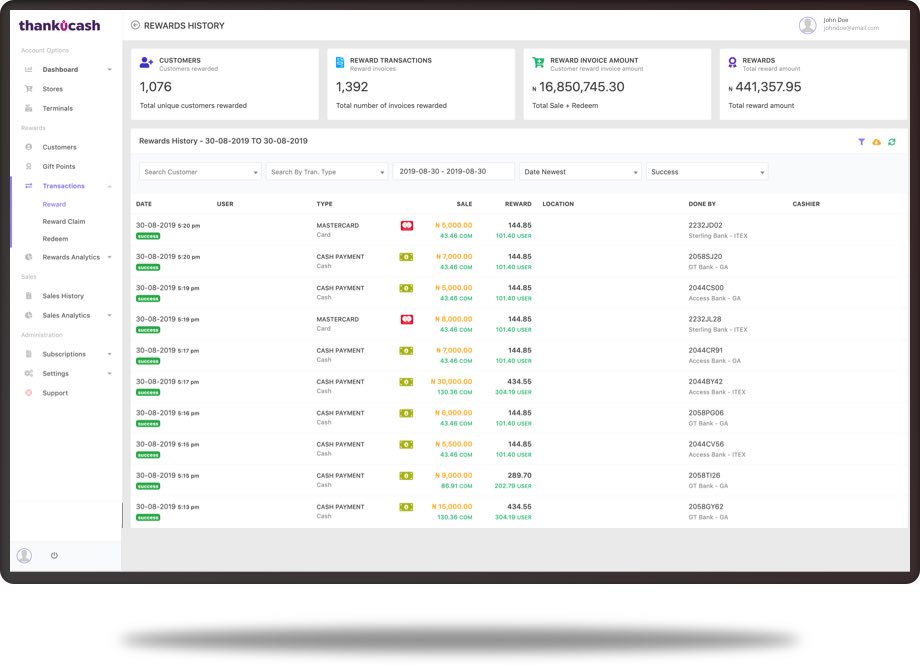 thankucash
REWARDS HISTORY
John Doe
johndoe@email.com
Account Options
Dashboard
Stores
Terminals
Rewards
Customers
Gift Points
Transactions
Reward
Reward Claim
Redeem
Rewards Analytics
Sales
Sales History
Sales Analytics
Administration
Subscriptions
Settings
Support
CUSTOMERS
Customers rewarded
1,076
Total unique customers rewarded
REWARD TRANSACTIONS
Reward invoices
1,392
Total number of invoices rewarded
REWARD INVOICE AMOUNT
Customer reward invoice amount
₦ 16,850,745.30
Total Sale + Redeem
REWARDS
Total reward amount
₦ 441,357.95
Total reward amount
Rewards History - 30-08-2019 TO 30-08-2019
Search Customer Search By Tran. Type 2019-08-30 - 2019-08-30 Date Newest Success
DATE USER TYPE SALE REWARD LOCATION DONE BY CASHIER
30-08-2019 5:20 pm MASTERCARD ₦ 5,000.00 144.85 2232JD02
success Card 43.46 COM 101.40 USER Sterling Bank - ITEX
30-08-2019 5:20 pm CASH PAYMENT ₦ 7,000.00 144.85 2058SJ20
success Cash 43.46 COM 101.40 USER GT Bank - GA
30-08-2019 5:19 pm CASH PAYMENT ₦ 5,000.00 144.85 2044CS00
success Cash 43.46 COM 101.40 USER Access Bank - GA
30-08-2019 5:19 pm MASTERCARD ₦ 8,000.00 144.85 2232JL28
success Card 43.46 COM 101.40 USER Sterling Bank - ITEX
30-08-2019 5:17 pm CASH PAYMENT ₦ 7,000.00 144.85 2044CR91
success Cash 43.46 COM 101.40 USER Access Bank - GA
30-08-2019 5:17 pm CASH PAYMENT ₦ 30,000.00 434.55 2044BY42
success Cash 130.36 COM 304.19 USER Access Bank - ITEX
30-08-2019 5:16 pm CASH PAYMENT ₦ 6,000.00 144.85 2058PG06
success Cash 43.46 COM 101.40 USER GT Bank - GA
30-08-2019 5:15 pm CASH PAYMENT ₦ 5,500.00 144.85 2044CV56
success Cash 43.46 COM 101.40 USER Access Bank - ITEX
30-08-2019 5:15 pm CASH PAYMENT ₦ 9,000.00 289.70 2058TI26
success Cash 86.91 COM 202.79 USER GT Bank - GA
30-08-2019 5:13 pm CASH PAYMENT ₦ 15,000.00 434.55 2058GY62
success Cash 130.36 COM 304.19 USER GT Bank - GA